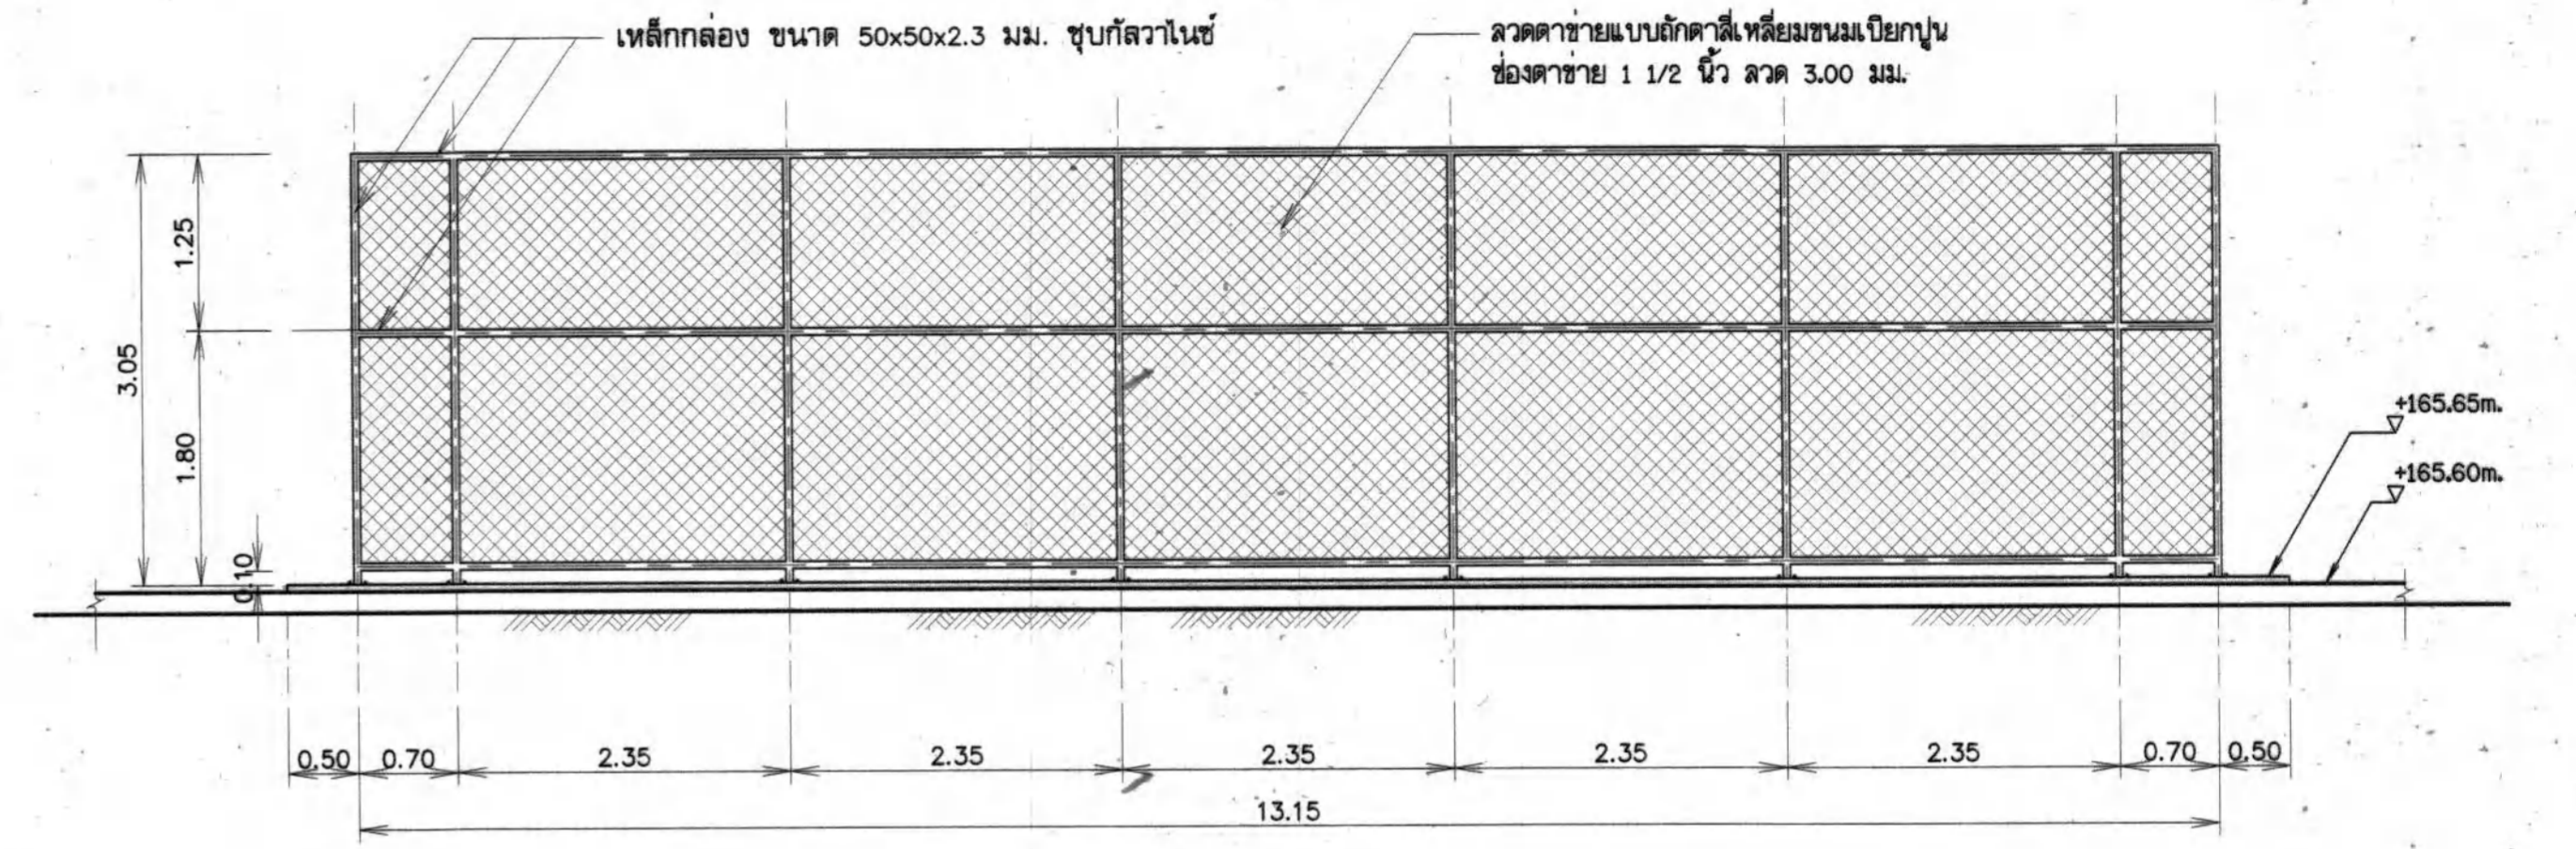 เหล็กกล่อง ขนาด 50x50x2.3 มม. ชุบกัลวาไนซ์
ลวดตาข่ายแบบถักตาสี่เหลี่ยมขนมเปียกปูน
ช่องตาข่าย 1 1/2 นิ้ว ลวด 3.00 มม.
1.25
3.05
1.80
0.10
+165.65m.
+165.60m.
0.50 0.70 2.35 2.35 2.35 2.35 2.35 0.70 0.50
13.15